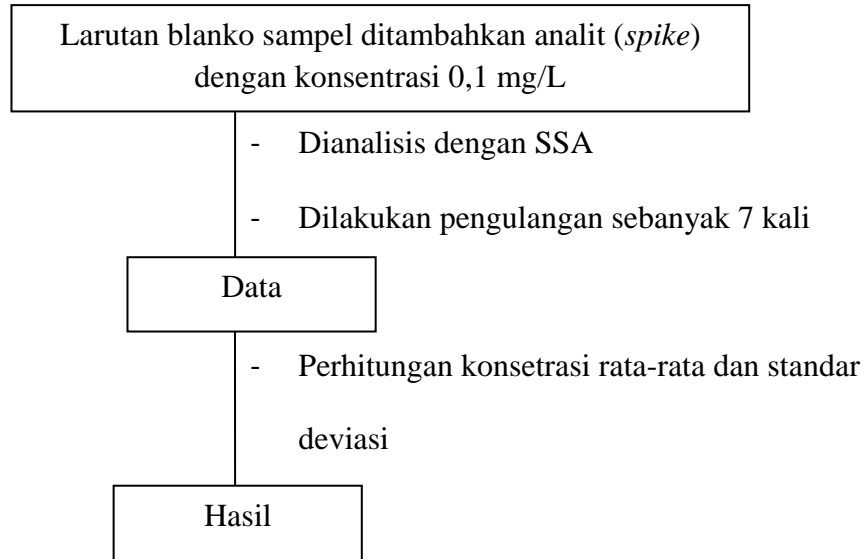 Larutan blanko sampel ditambahkan analit (spike)
dengan konsentrasi 0,1 mg/L
- Dianalisis dengan SSA
- Dilakukan pengulangan sebanyak 7 kali
Data
- Perhitungan konsetrasi rata-rata dan standar
deviasi
Hasil